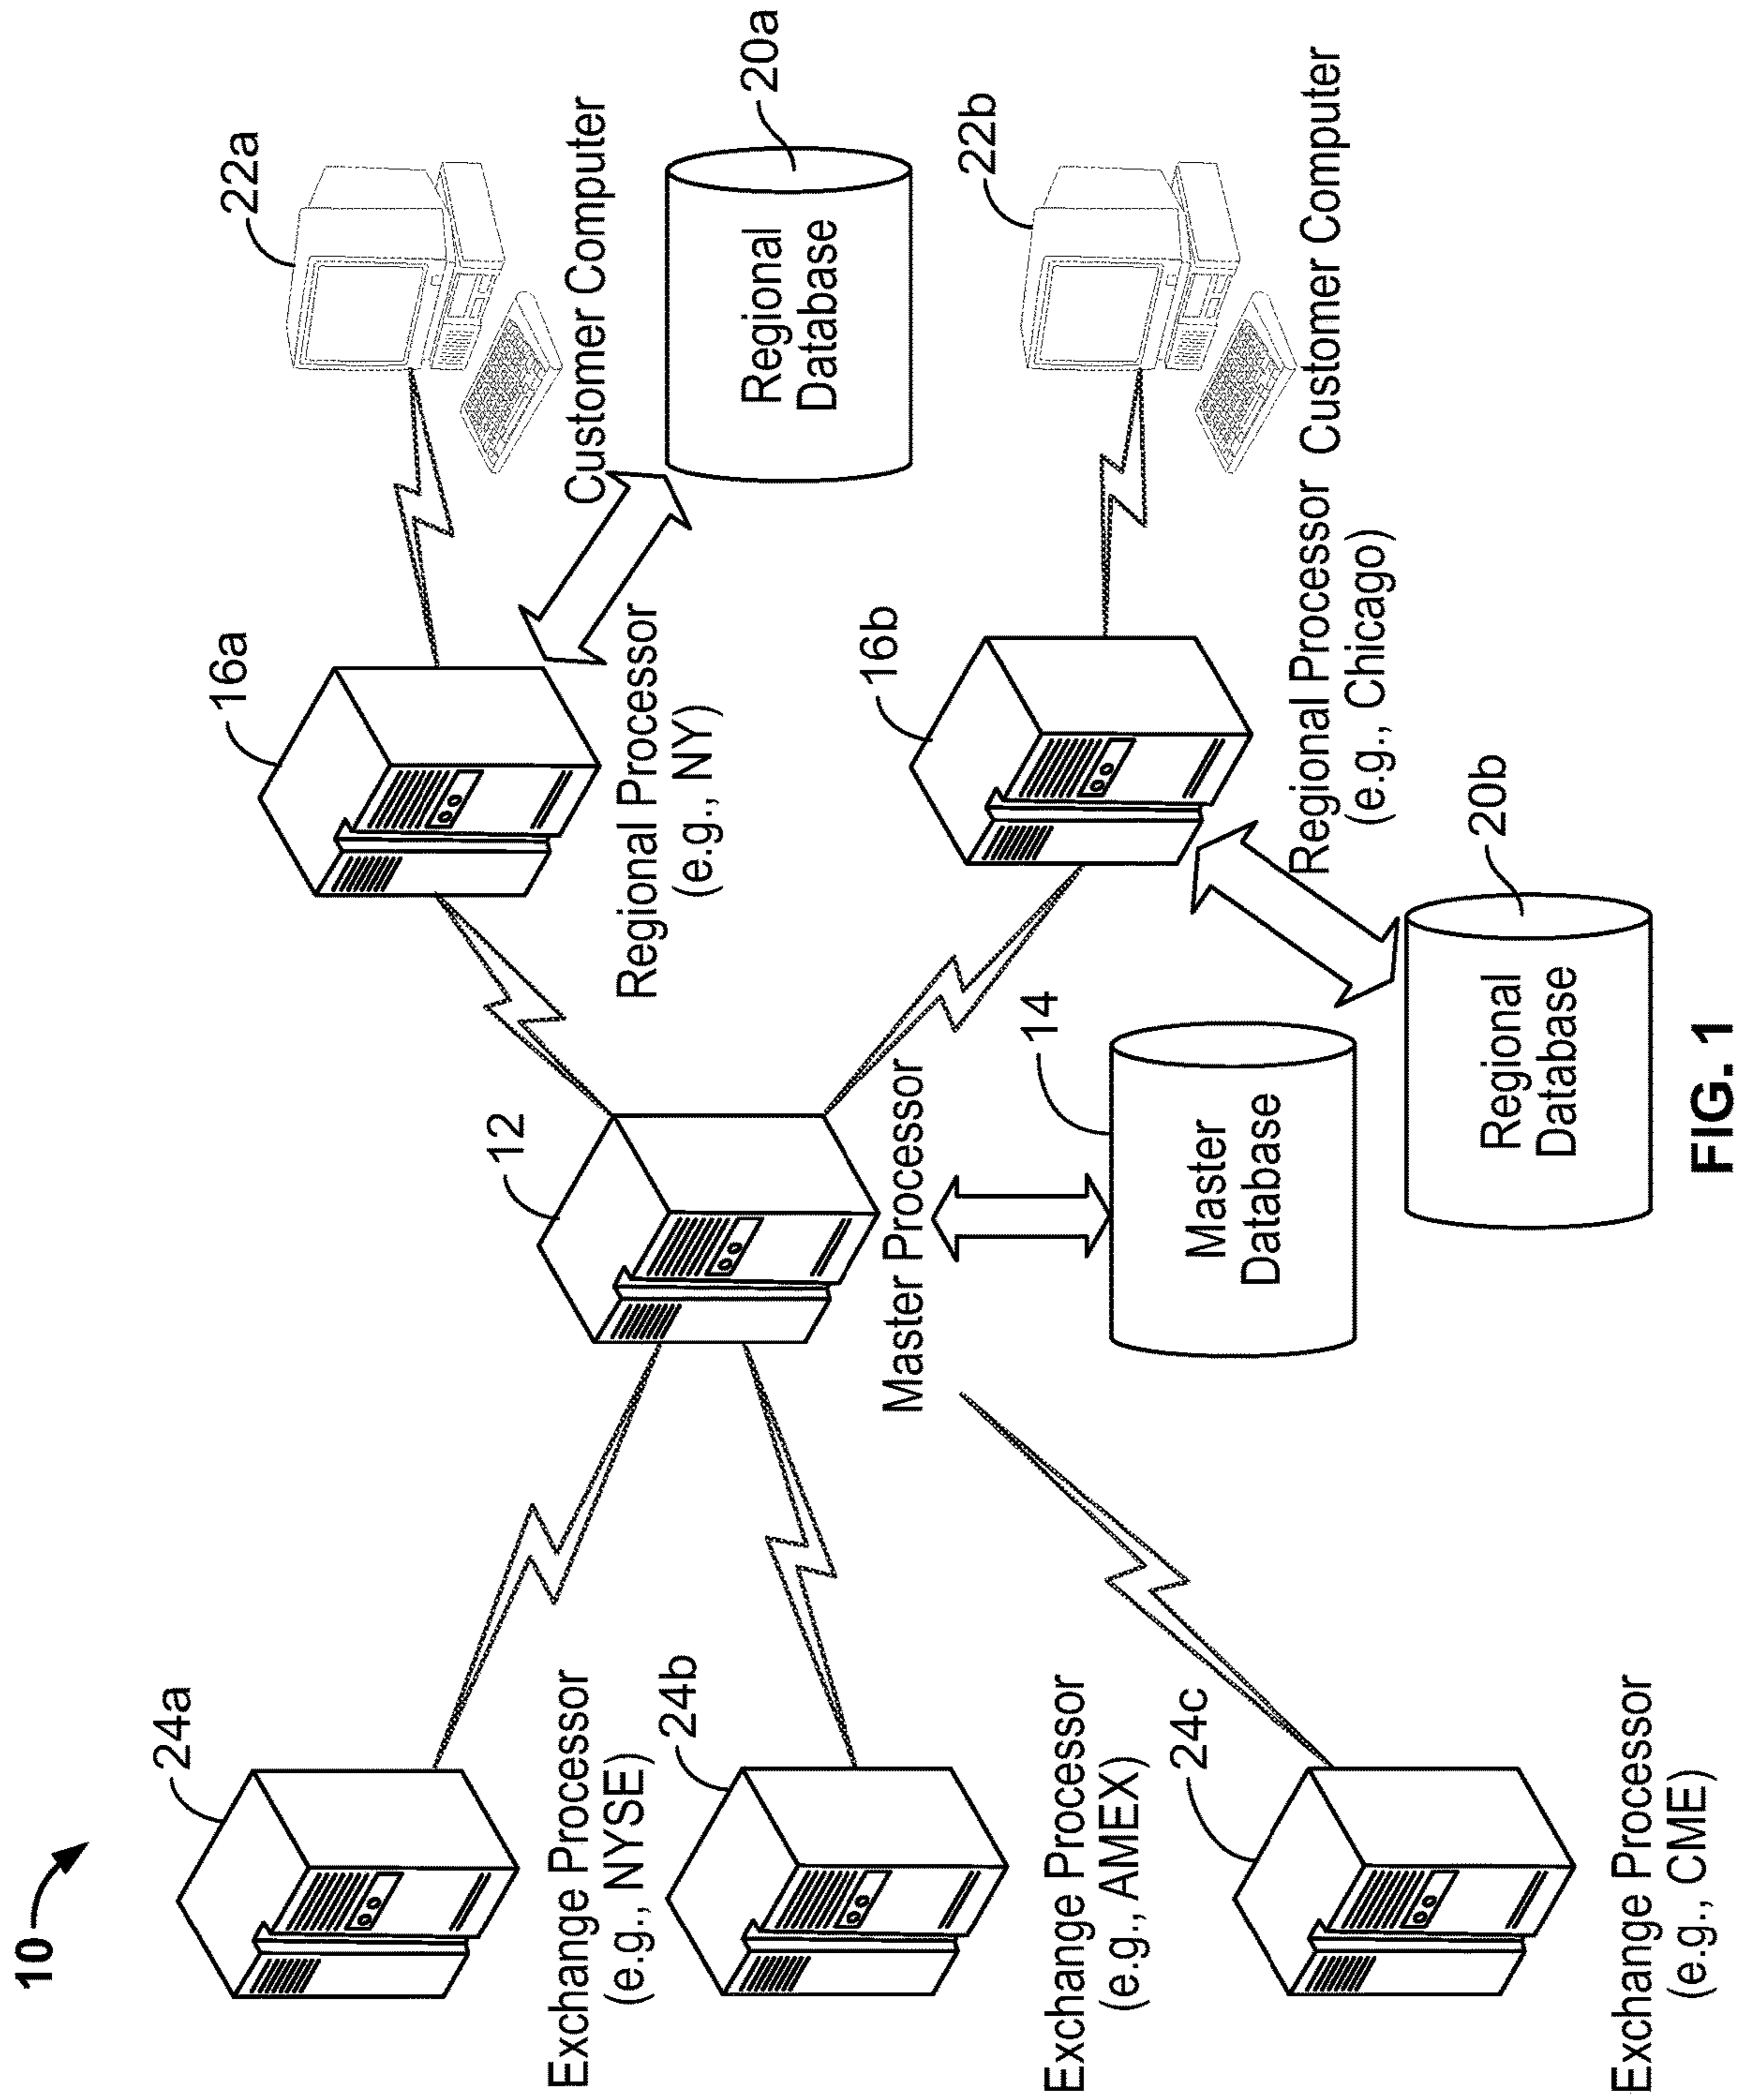 10
24a
Exchange Processor
(e.g., NYSE)
24b
Exchange Processor
(e.g., AMEX)
24c
Exchange Processor
(e.g., CME)
12
Master Processor
14
Master
Database
16a
Regional Processor
(e.g., NY)
16b
Regional Processor
(e.g., Chicago)
20b
Regional
Database
22a
Customer Computer
20a
Regional
Database
22b
Customer Computer
FIG. 1